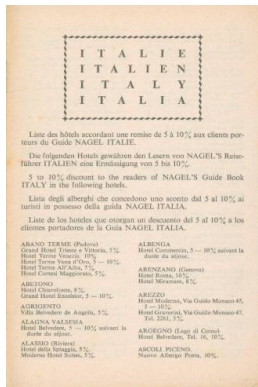 ITALIE
ITALIEN
ITALY
ITALIA
Liste des hôtels accordant une remise de 5 à 10% aux clients por-
teurs du Guide NAGEL ITALIE.
Die folgenden Hotels gewähren den Lesern von NAGEL'S Reise-
führer ITALIEN eine Ermässigung von 5 bis 10%.
5 to 10% discount to the readers of NAGEL'S Guide Book
ITALY in the following hotels.
Lista degli alberghi che concedono uno sconto dal 5 al 10% ai
turisti in possesso della guida NAGEL ITALIA.
Liste de los hoteles que otorgan un descuento del 5 al 10% a los
clientes portadores de la Guía NAGEL ITALIA.
ABANO TERME (Padova)
Grand Hotel Trieste e Victoria, 5%.
Hotel Terme Venezia, 10%.
Hotel Terme Vena d'Oro, 5 — 10%.
Hotel Terme All'Alba, 5%.
Hotel Cortesi Maggiorato, 5%.
ABETONE
Hotel Cimonfiorito, 8%.
Grand Hotel Excelsior, 5 — 10%.
AGRIGENTO
Villa Belvedere de Angelis, 5%.
ALAGNA VALSESIA
Hotel Belvedere, 5 — 10% suivant la
durée du séjour.
ALASSIO (Riviera)
Hotel della Spiaggia, 5%.
Moderno Hotel Suisse, 5%.
ALBENGA
Hotel Commercio, 5 — 10% suivant la
durée du séjour.
ARENZANO (Genova)
Hotel Roma, 10%.
Hotel Miramare, 8%.
AREZZO
Hotel Moderno, Via Guido Monaco 45,
5 — 10%.
Hotel Graverini, Via Guido Monaco 47.
Tel. 2261, 5%.
ARGEGNO (Lago di Como)
Hotel Belvedere, Tel. 16, 10%.
ASCOLI PICENO.
Nuovo Albergo Posta, 10%.